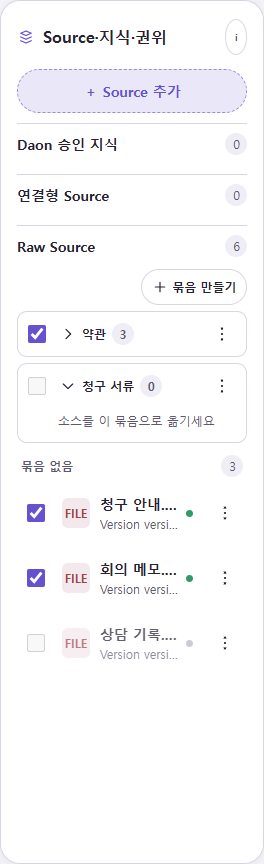 Source·지식·권위
i
+ Source 추가
Daon 승인 지식 0
연결형 Source 0
Raw Source 6
+ 묶음 만들기
약관 3
청구 서류 0
소스를 이 묶음으로 옮기세요
묶음 없음 3
FILE 청구 안내....
Version versi...
FILE 회의 메모....
Version versi...
FILE 상담 기록....
Version versi...